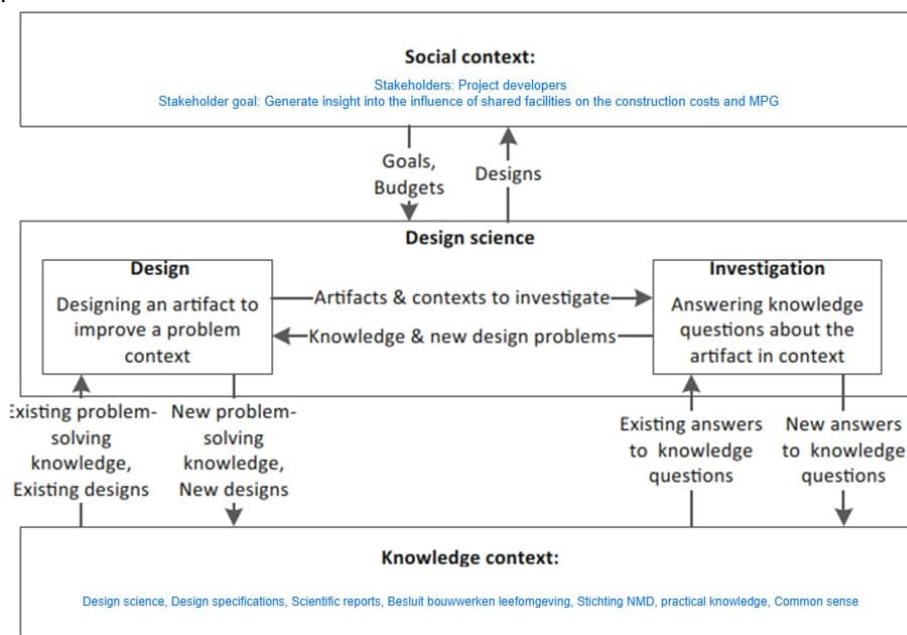 Social context:
Stakeholders: Project developers
Stakeholder goal: Generate insight into the influence of shared facilities on the construction costs and MPG
Goals,
Budgets
Designs
Design science
Design
Designing an artifact to
improve a problem
context
Artifacts & contexts to investigate
Knowledge & new design problems
Investigation
Answering knowledge
questions about the
artifact in context
Existing problem-
solving
knowledge,
Existing designs
New problem-
solving
knowledge,
New designs
Existing answers
to knowledge
questions
New answers
to knowledge
questions
Knowledge context:
Design science, Design specifications, Scientific reports, Besluit bouwwerken leefomgeving, Stichting NMD, practical knowledge, Common sense